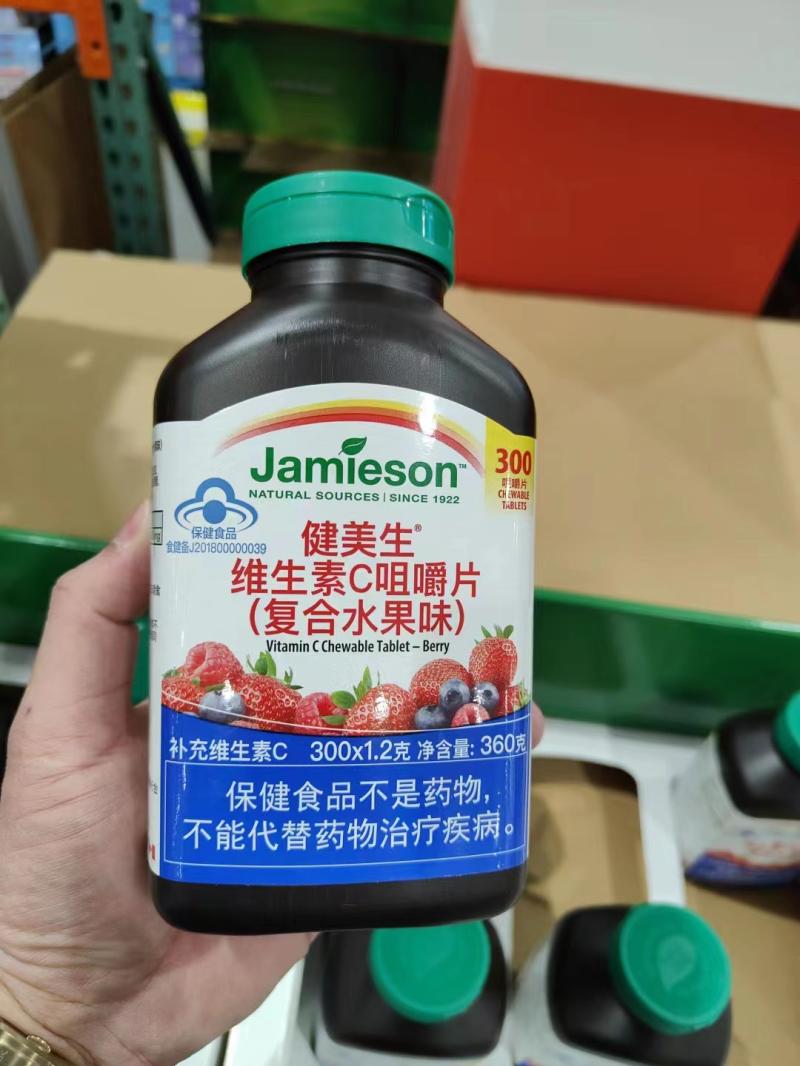 Jamieson™
NATURAL SOURCES | SINCE 1922
300
咀嚼片
CHEWABLE
TABLETS
保健食品
食健备J201800000039
健美生®
维生素C咀嚼片
(复合水果味)
Vitamin C Chewable Tablet – Berry
补充维生素C 300x1.2克 净含量: 360克
保健食品不是药物，
不能代替药物治疗疾病。